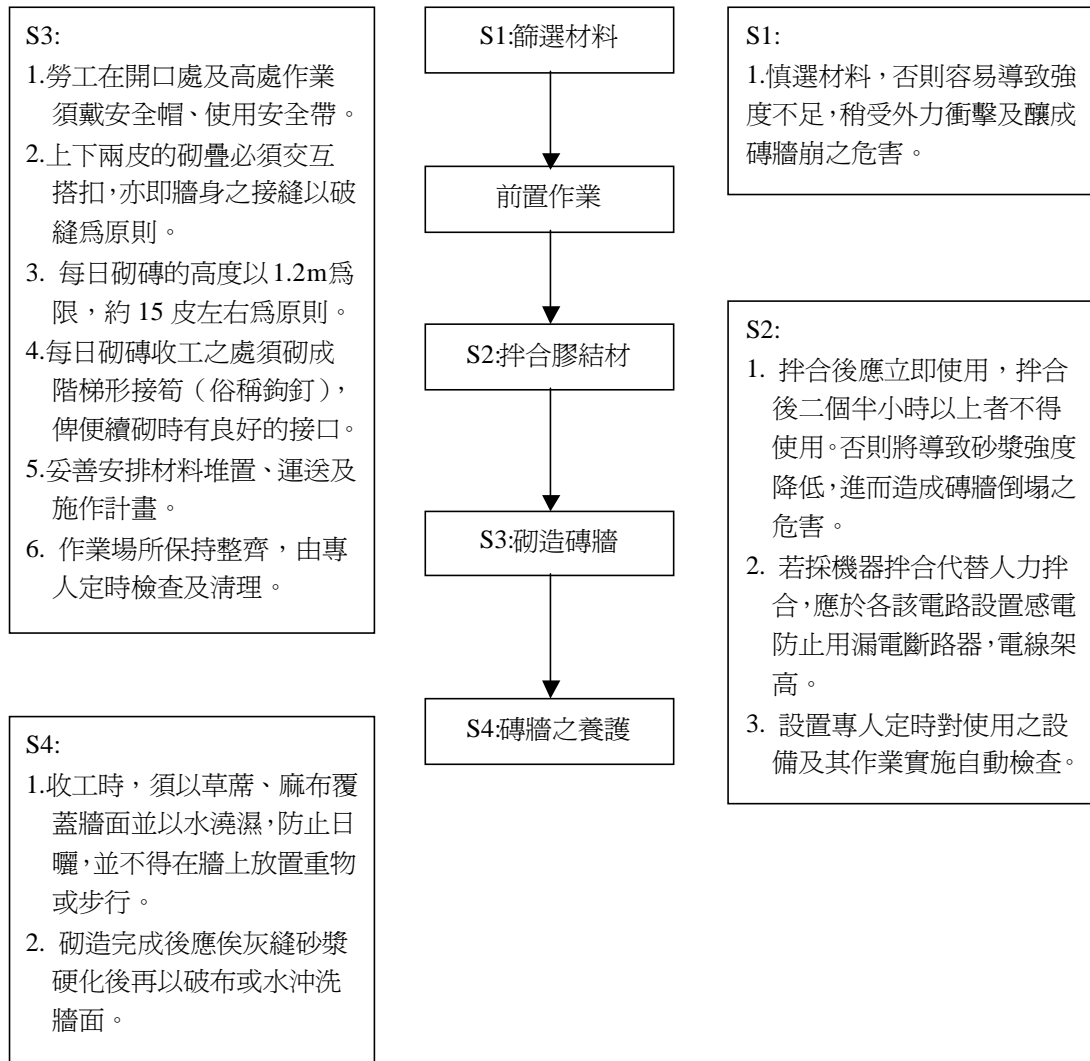 S3:
1.勞工在開口處及高處作業
須戴安全帽、使用安全帶。
2.上下兩皮的砌疊必須交互
搭扣,亦即牆身之接縫以破
縫為原則。
3. 每日砌磚的高度以1.2m為
限,約 15 皮左右為原則。
4.每日砌磚收工之處須砌成
階梯形接筍(俗稱鉤釘),
俾便續砌時有良好的接口。
5.妥善安排材料堆置、運送及
施作計畫。
6. 作業場所保持整齊,由專
人定時檢查及清理。
S4:
1.收工時,須以草蓆、麻布覆
蓋牆面並以水澆濕,防止日
曬,並不得在牆上放置重物
或步行。
2. 砌造完成後應俟灰縫砂漿
硬化後再以破布或水沖洗
牆面。
S1:篩選材料
前置作業
S2:拌合膠結材
S3:砌造磚牆
S4:磚牆之養護
S1:
1.慎選材料,否則容易導致強
度不足,稍受外力衝擊及釀成
磚牆崩之危害。
S2:
1. 拌合後應立即使用,拌合
後二個半小時以上者不得
使用。否則將導致砂漿強度
降低,進而造成磚牆倒塌之
危害。
2. 若採機器拌合代替人力拌
合,應於各該電路設置感電
防止用漏電斷路器,電線架
高。
3. 設置專人定時對使用之設
備及其作業實施自動檢查。